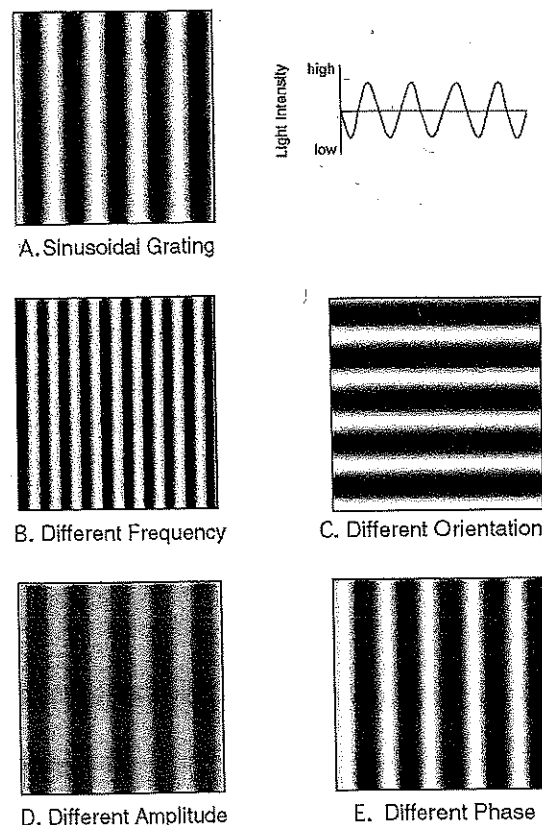 high
Light Intensity
low
A. Sinusoidal Grating
B. Different Frequency
C. Different Orientation
D. Different Amplitude
E. Different Phase